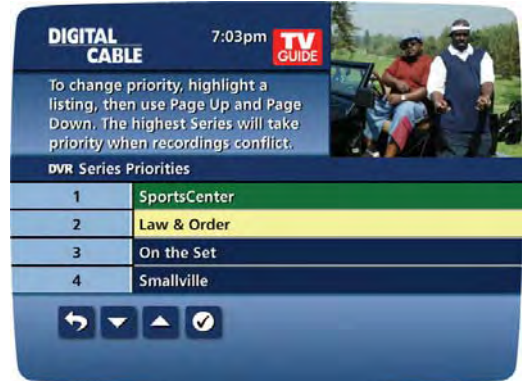 DIGITAL
CABLE
7:03pm
TV
GUIDE
To change priority, highlight a
listing, then use Page Up and Page
Down. The highest Series will take
priority when recordings conflict.
DVR Series Priorities
1 SportsCenter
2 Law & Order
3 On the Set
4 Smallville